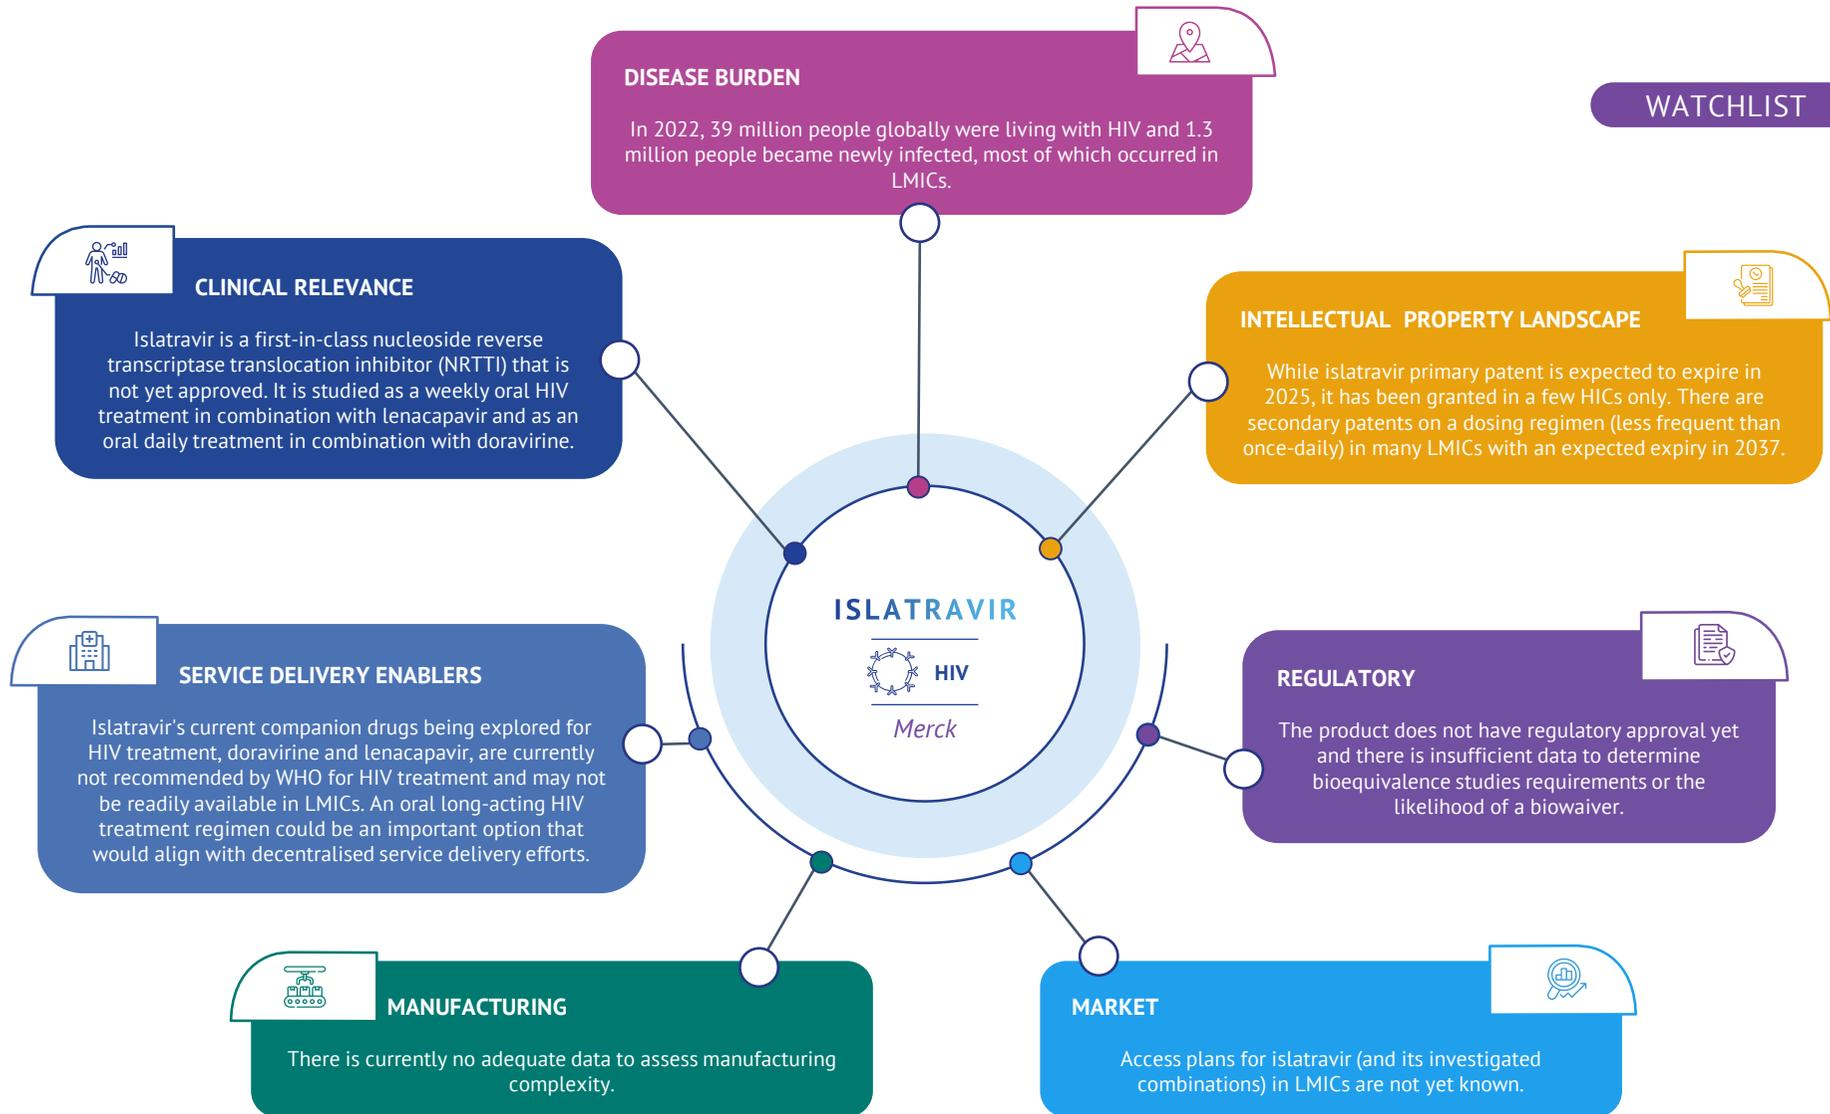 DISEASE BURDEN
In 2022, 39 million people globally were living with HIV and 1.3
million people became newly infected, most of which occurred in
LMICs.
WATCHLIST
CLINICAL RELEVANCE
Islatravir is a first-in-class nucleoside reverse
transcriptase translocation inhibitor (NRTTI) that is
not yet approved. It is studied as a weekly oral HIV
treatment in combination with lenacapavir and as an
oral daily treatment in combination with doravirine.
INTELLECTUAL  PROPERTY LANDSCAPE
While islatravir primary patent is expected to expire in
2025, it has been granted in a few HICs only. There are
secondary patents on a dosing regimen (less frequent than
once-daily) in many LMICs with an expected expiry in 2037.
ISLATRAVIR
HIV
Merck
SERVICE DELIVERY ENABLERS
Islatravir's current companion drugs being explored for
HIV treatment, doravirine and lenacapavir, are currently
not recommended by WHO for HIV treatment and may not
be readily available in LMICs. An oral long-acting HIV
treatment regimen could be an important option that
would align with decentralised service delivery efforts.
REGULATORY
The product does not have regulatory approval yet
and there is insufficient data to determine
bioequivalence studies requirements or the
likelihood of a biowaiver.
MANUFACTURING
There is currently no adequate data to assess manufacturing
complexity.
MARKET
Access plans for islatravir (and its investigated
combinations) in LMICs are not yet known.